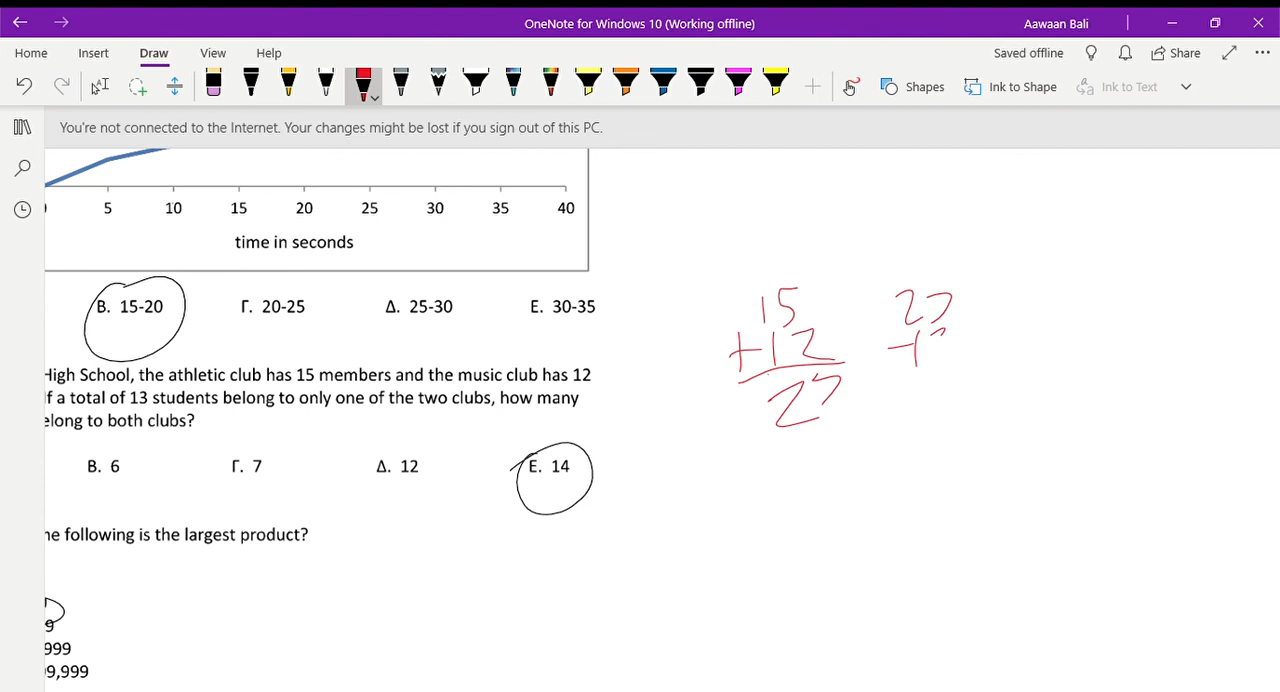 OneNote for Windows 10 (Working offline)
Aawaan Bali
Home Insert Draw View Help
Saved offline
Share
Shapes
Ink to Shape
Ink to Text
You're not connected to the Internet. Your changes might be lost if you sign out of this PC.
5 10 15 20 25 30 35 40
time in seconds
B. 15-20 Γ. 20-25 Δ. 25-30 E. 30-35
High School, the athletic club has 15 members and the music club has 12
If a total of 13 students belong to only one of the two clubs, how many
elong to both clubs?
B. 6 Γ. 7 Δ. 12 E. 14
he following is the largest product?
9
999
99,999
15
+12
27
27
-1